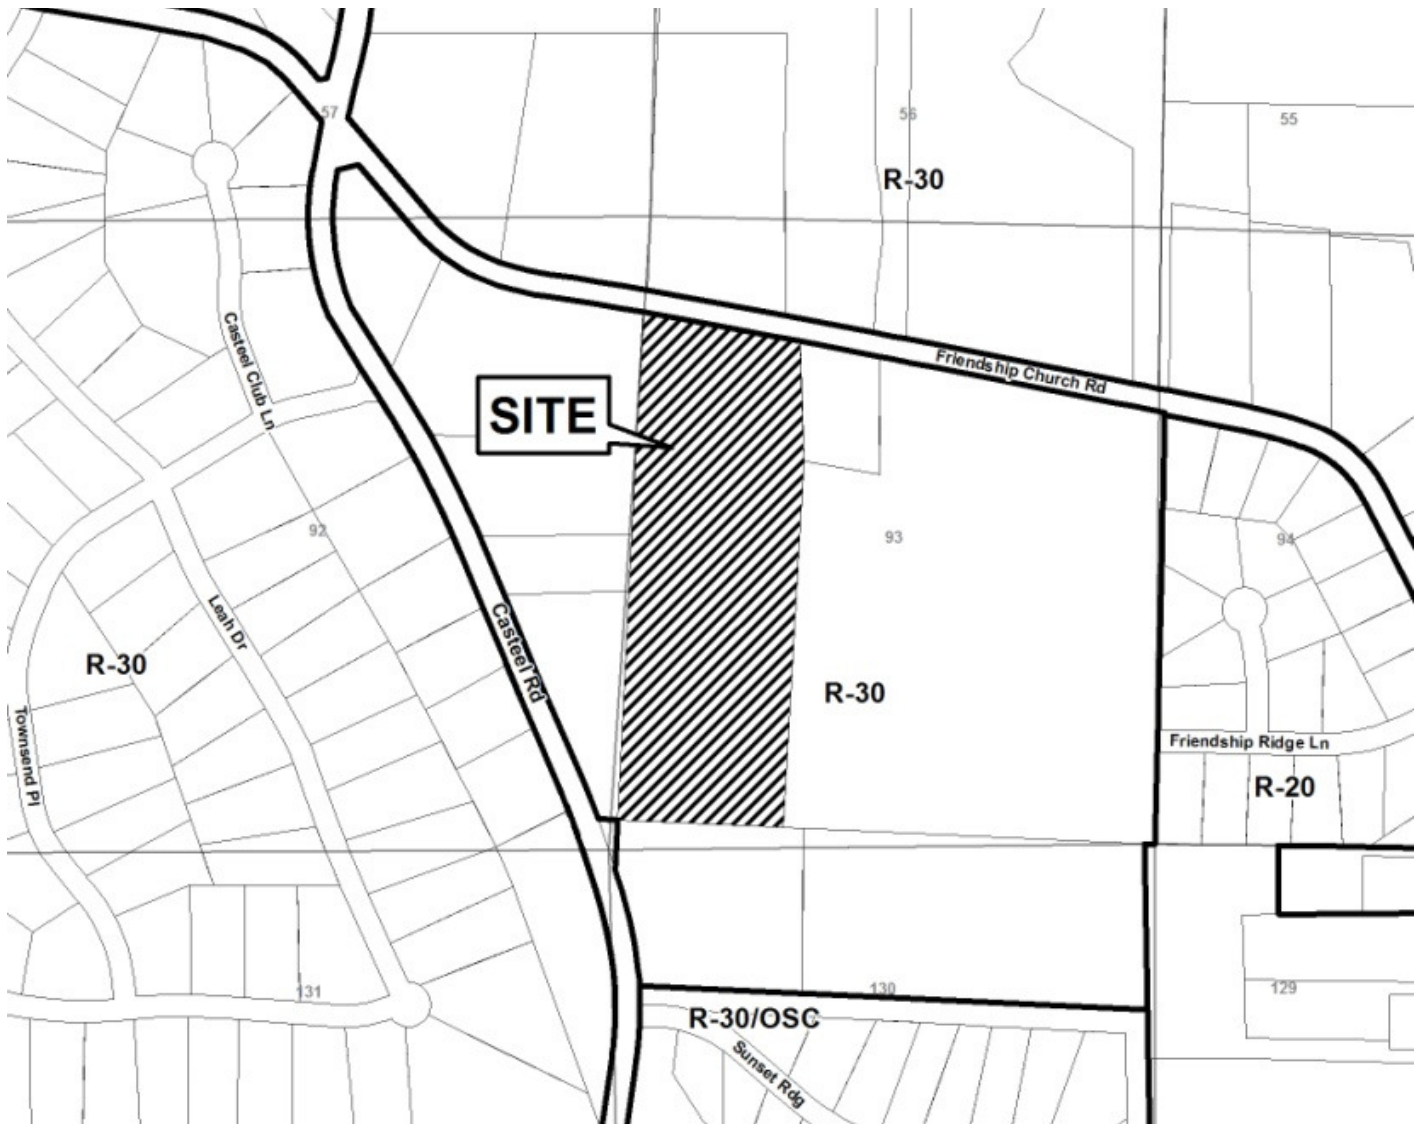 57
56
55
R-30
Casteel Club Ln
Friendship Church Rd
SITE
92
93
94
Leah Dr
Casteel Rd
R-30
R-30
Townsend Pl
Friendship Ridge Ln
R-20
131
130
129
R-30/OSC
Sunset Rdg